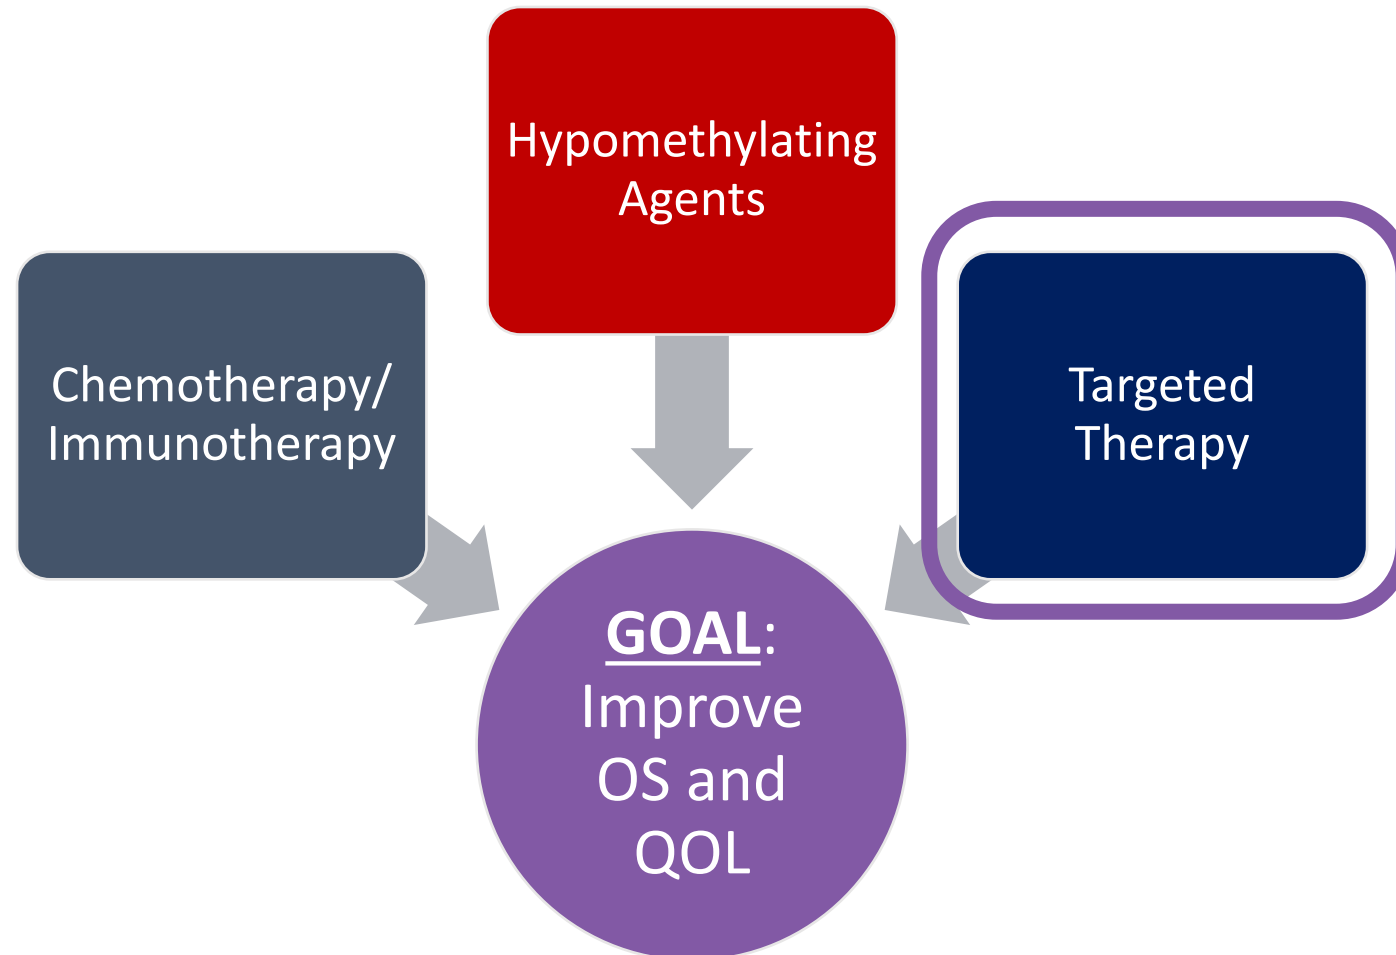 Hypomethylating
Agents
Chemotherapy/
Immunotherapy
Targeted
Therapy
GOAL:
Improve
OS and
QOL